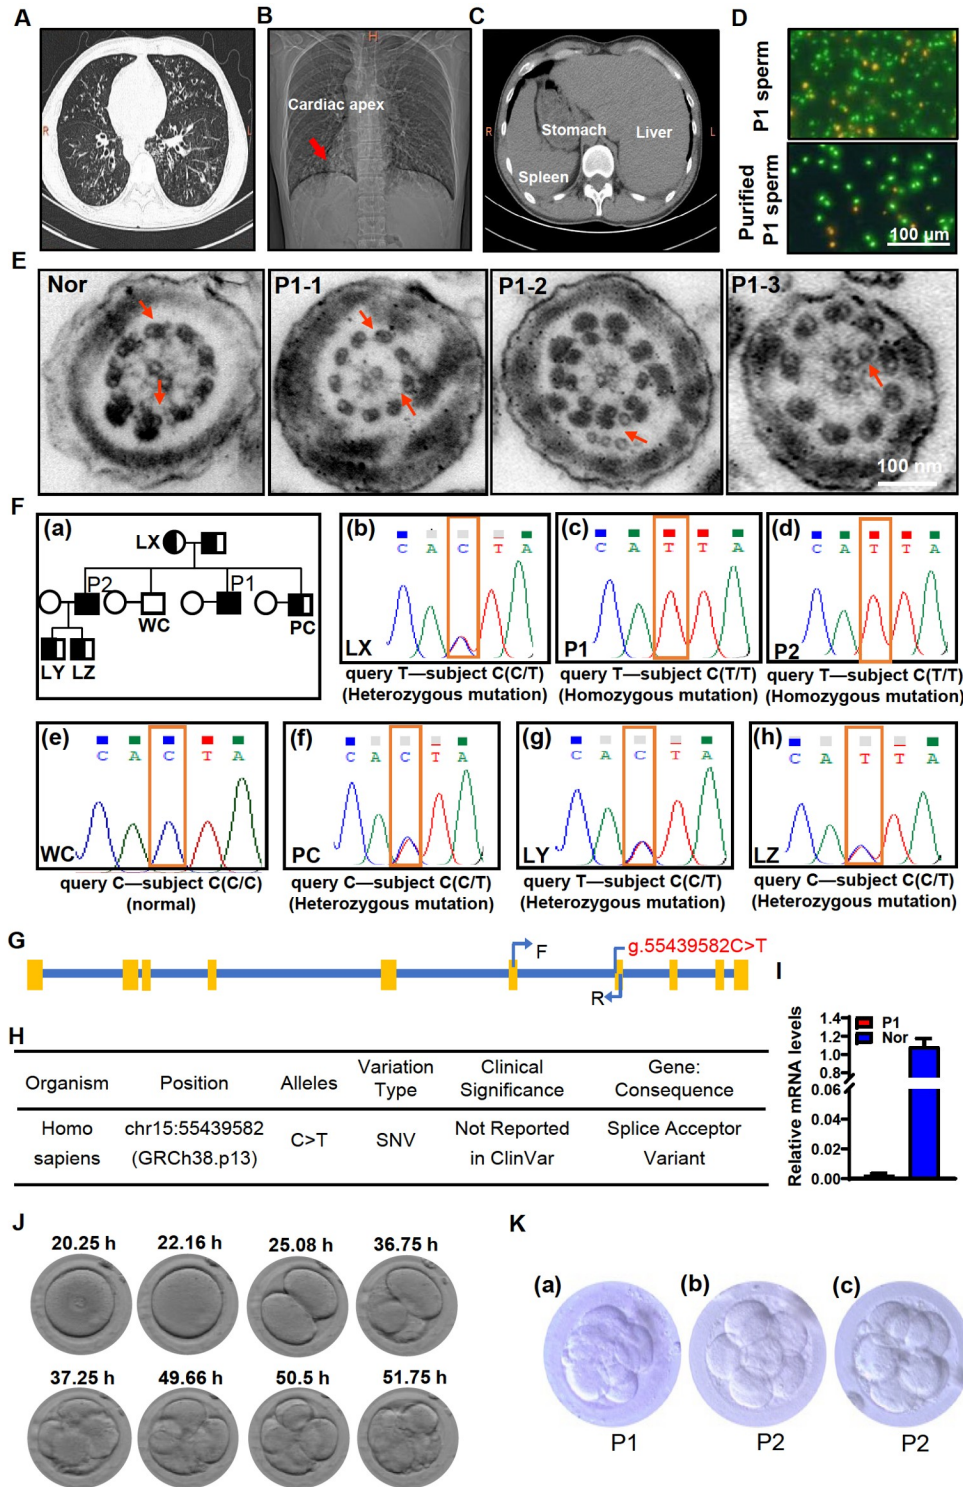 A
B
C
D
H
Cardiac apex
R
L
R
L
Stomach
Liver
Spleen
P1 sperm
Purified
P1 sperm
100 μm
E
Nor
P1-1
P1-2
P1-3
100 nm
F
(a)
LX
P2
P1
WC
PC
LY
LZ
(b)
C A C T A
LX
query T—subject C(C/T)
(Heterozygous mutation)
(c)
C A T T A
P1
query T—subject C(T/T)
(Homozygous mutation)
(d)
C A T T A
P2
query T—subject C(T/T)
(Homozygous mutation)
(e)
C A C T A
WC
query C—subject C(C/C)
(normal)
(f)
C A C T A
PC
query C—subject C(C/T)
(Heterozygous mutation)
(g)
C A C T A
LY
query T—subject C(C/T)
(Heterozygous mutation)
(h)
C A T T A
LZ
query T—subject C(C/T)
(Heterozygous mutation)
G
F
g.55439582C>T
R
H
Organism Position Alleles Variation Type Clinical Significance Gene: Consequence
Homo sapiens chr15:55439582 (GRCh38.p13) C>T SNV Not Reported in ClinVar Splice Acceptor Variant
I
P1
Nor
Relative mRNA levels
1.4
1.2
1.0
0.8
0.06
0.04
0.02
0.00
J
20.25 h 22.16 h 25.08 h 36.75 h
37.25 h 49.66 h 50.5 h 51.75 h
K
(a) (b) (c)
P1 P2 P2